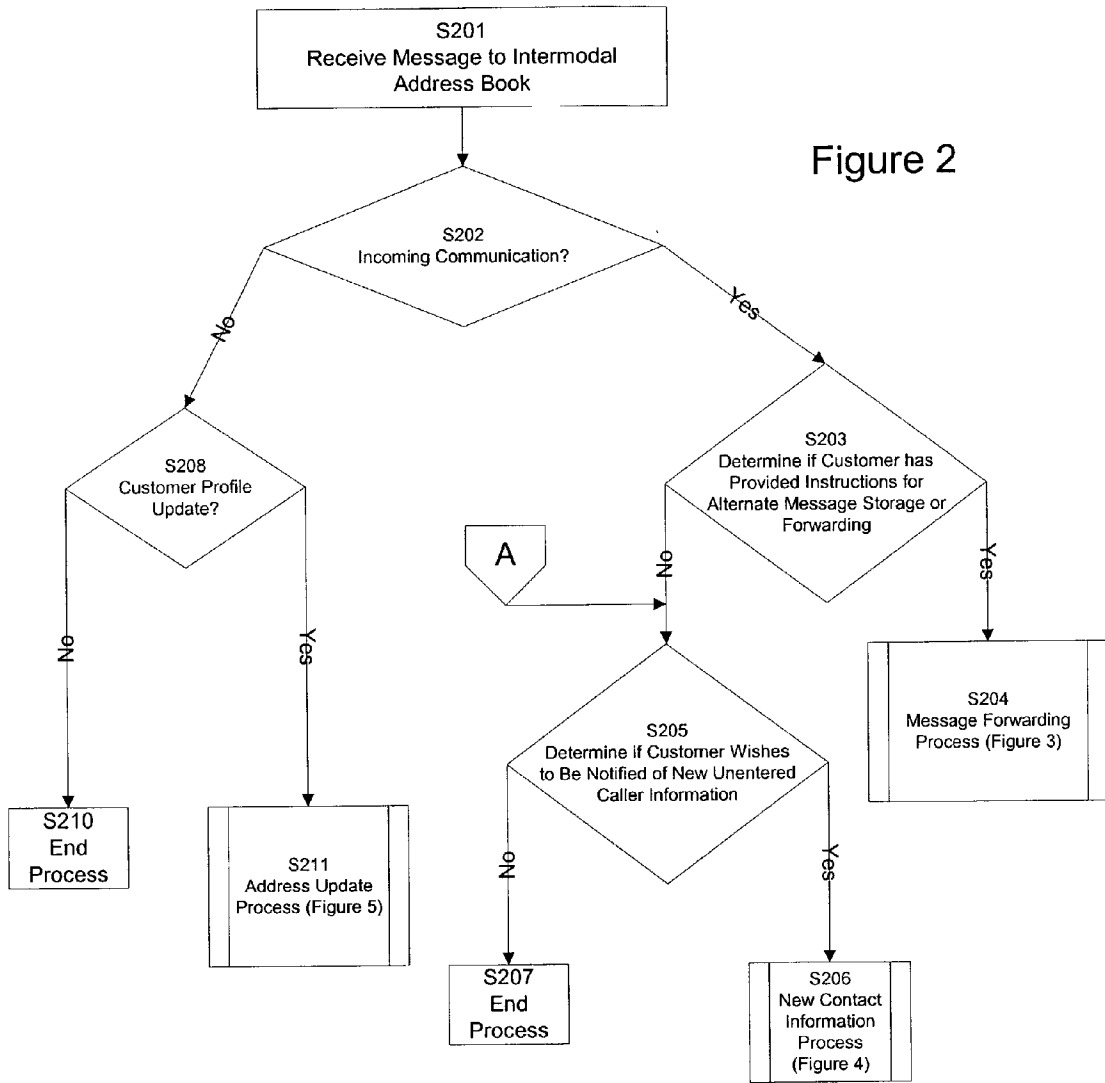 S201
Receive Message to Intermodal
Address Book
Figure 2
S202
Incoming Communication?
No
Yes
S203
Determine if Customer has
Provided Instructions for
Alternate Message Storage or
Forwarding
S208
Customer Profile
Update?
A
No
Yes
No
Yes
S204
Message Forwarding
Process (Figure 3)
S205
Determine if Customer Wishes
to Be Notified of New Unentered
Caller Information
S210
End
Process
S211
Address Update
Process (Figure 5)
No
Yes
S207
End
Process
S206
New Contact
Information
Process
(Figure 4)